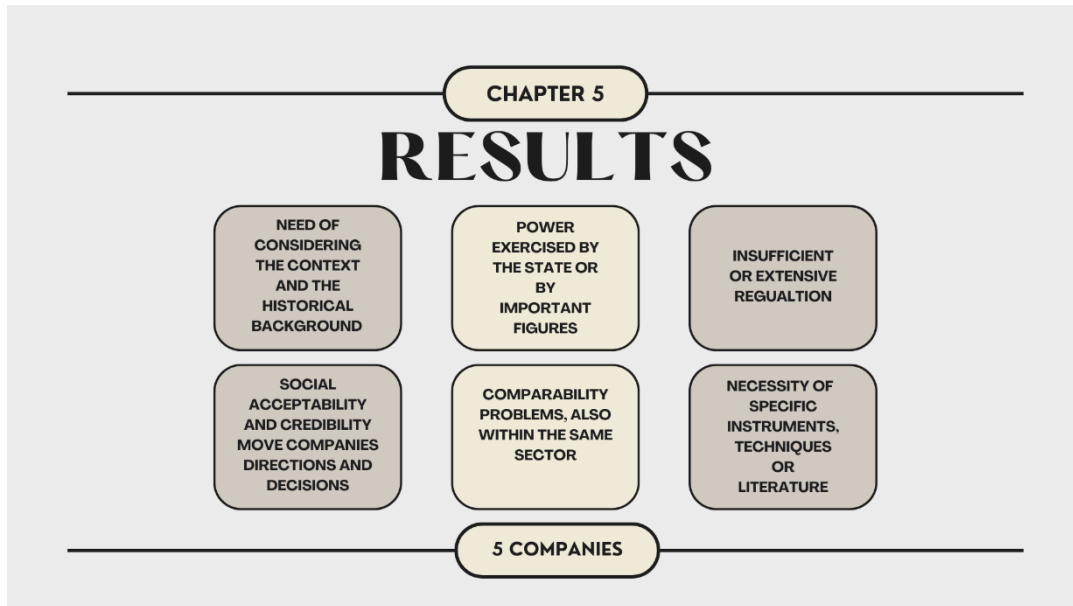 CHAPTER 5
RESULTS
NEED OF
CONSIDERING
THE CONTEXT
AND THE
HISTORICAL
BACKGROUND
POWER
EXERCISED BY
THE STATE OR
BY
IMPORTANT
FIGURES
INSUFFICIENT
OR EXTENSIVE
REGUALTION
SOCIAL
ACCEPTABILITY
AND CREDIBILITY
MOVE COMPANIES
DIRECTIONS AND
DECISIONS
COMPARABILITY
PROBLEMS, ALSO
WITHIN THE SAME
SECTOR
NECESSITY OF
SPECIFIC
INSTRUMENTS,
TECHNIQUES
OR
LITERATURE
5 COMPANIES